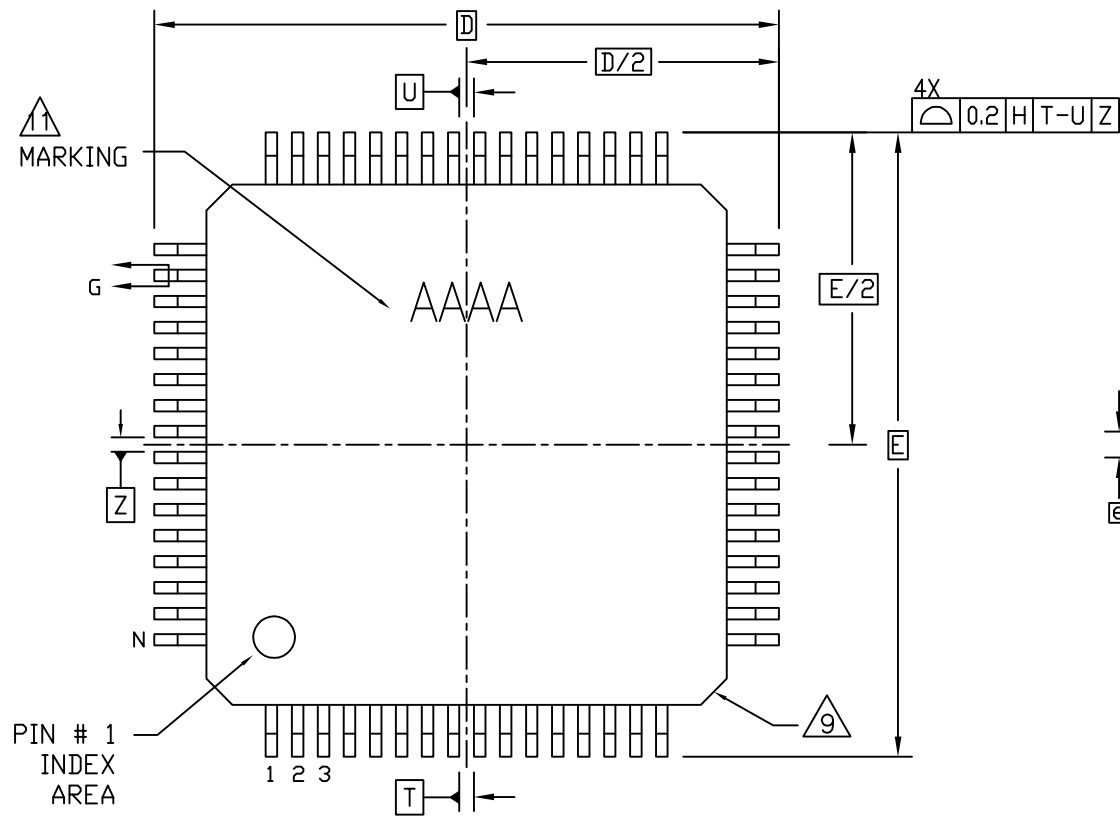 D
D/2
U
4X
0.2 H T-U Z
11
MARKING
G
AAAA
E/2
E
Z
e
N
9
PIN # 1
INDEX
AREA
1 2 3
T